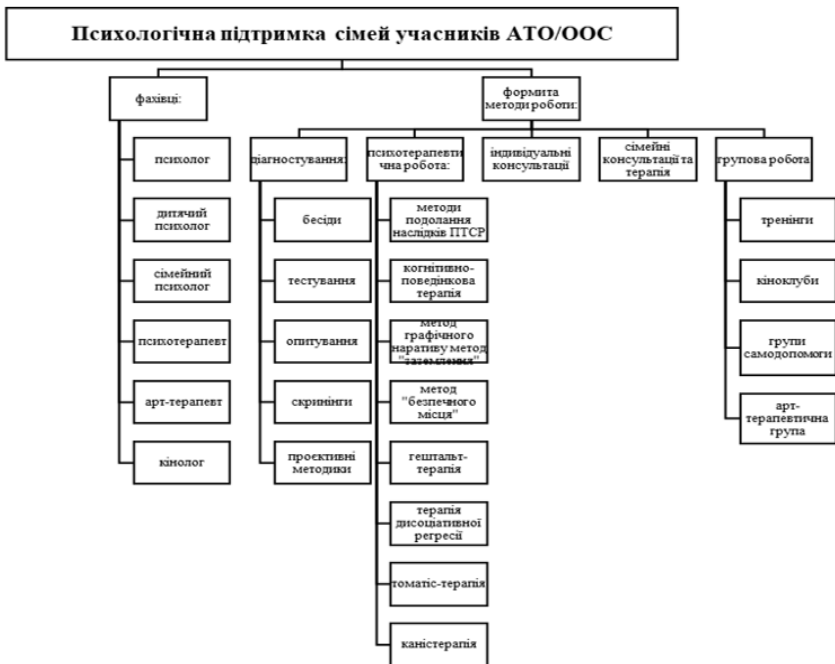 Психологічна підтримка сімей учасників АТО/ООС
фахівці:
психолог
дитячий
психолог
сімейний
психолог
психотерапевт
арт-терапевт
кінолог
формита
методи роботи:
діагностування:
бесіди
тестування
опитування
скринінги
проєктивні
методики
психотерапевти
чна робота:
методи
подолання
наслідків ПТСР
когнітивно-
поведінкова
терапія
метод
графічного
наративу метод
"заземлення"
метод
"безпечного
місця"
гештальт-
терапія
терапія
дисоціативної
регресії
томатіс-терапія
каністерапія
індивідуальні
консультації
сімейні
консультації та
терапія
групова робота
тренінги
кіноклуби
групи
самодопомоги
арт-
терапевтична
група